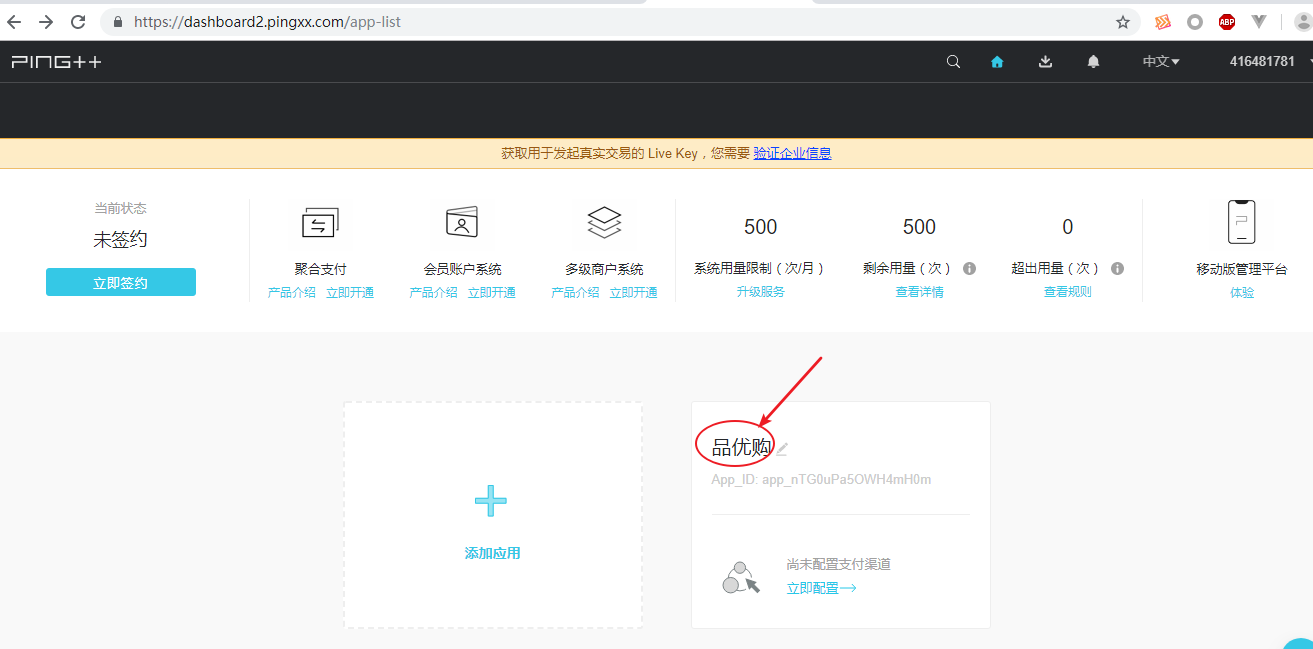 https://dashboard2.pingxx.com/app-list
ABP
PING++
中文
416481781
获取用于发起真实交易的 Live Key，您需要 验证企业信息
当前状态
未签约
立即签约
聚合支付
产品介绍 立即开通
会员账户系统
产品介绍 立即开通
多级商户系统
产品介绍 立即开通
500
系统用量限制（次/月）
升级服务
500
剩余用量（次）
查看详情
0
超出用量（次）
查看规则
移动版管理平台
体验
添加应用
品优购
App_ID: app_nTG0uPa5OWH4mH0m
尚未配置支付渠道
立即配置